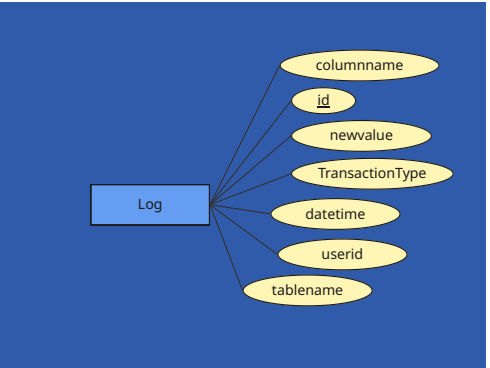 columnname
id
newvalue
TransactionType
Log
datetime
userid
tablename